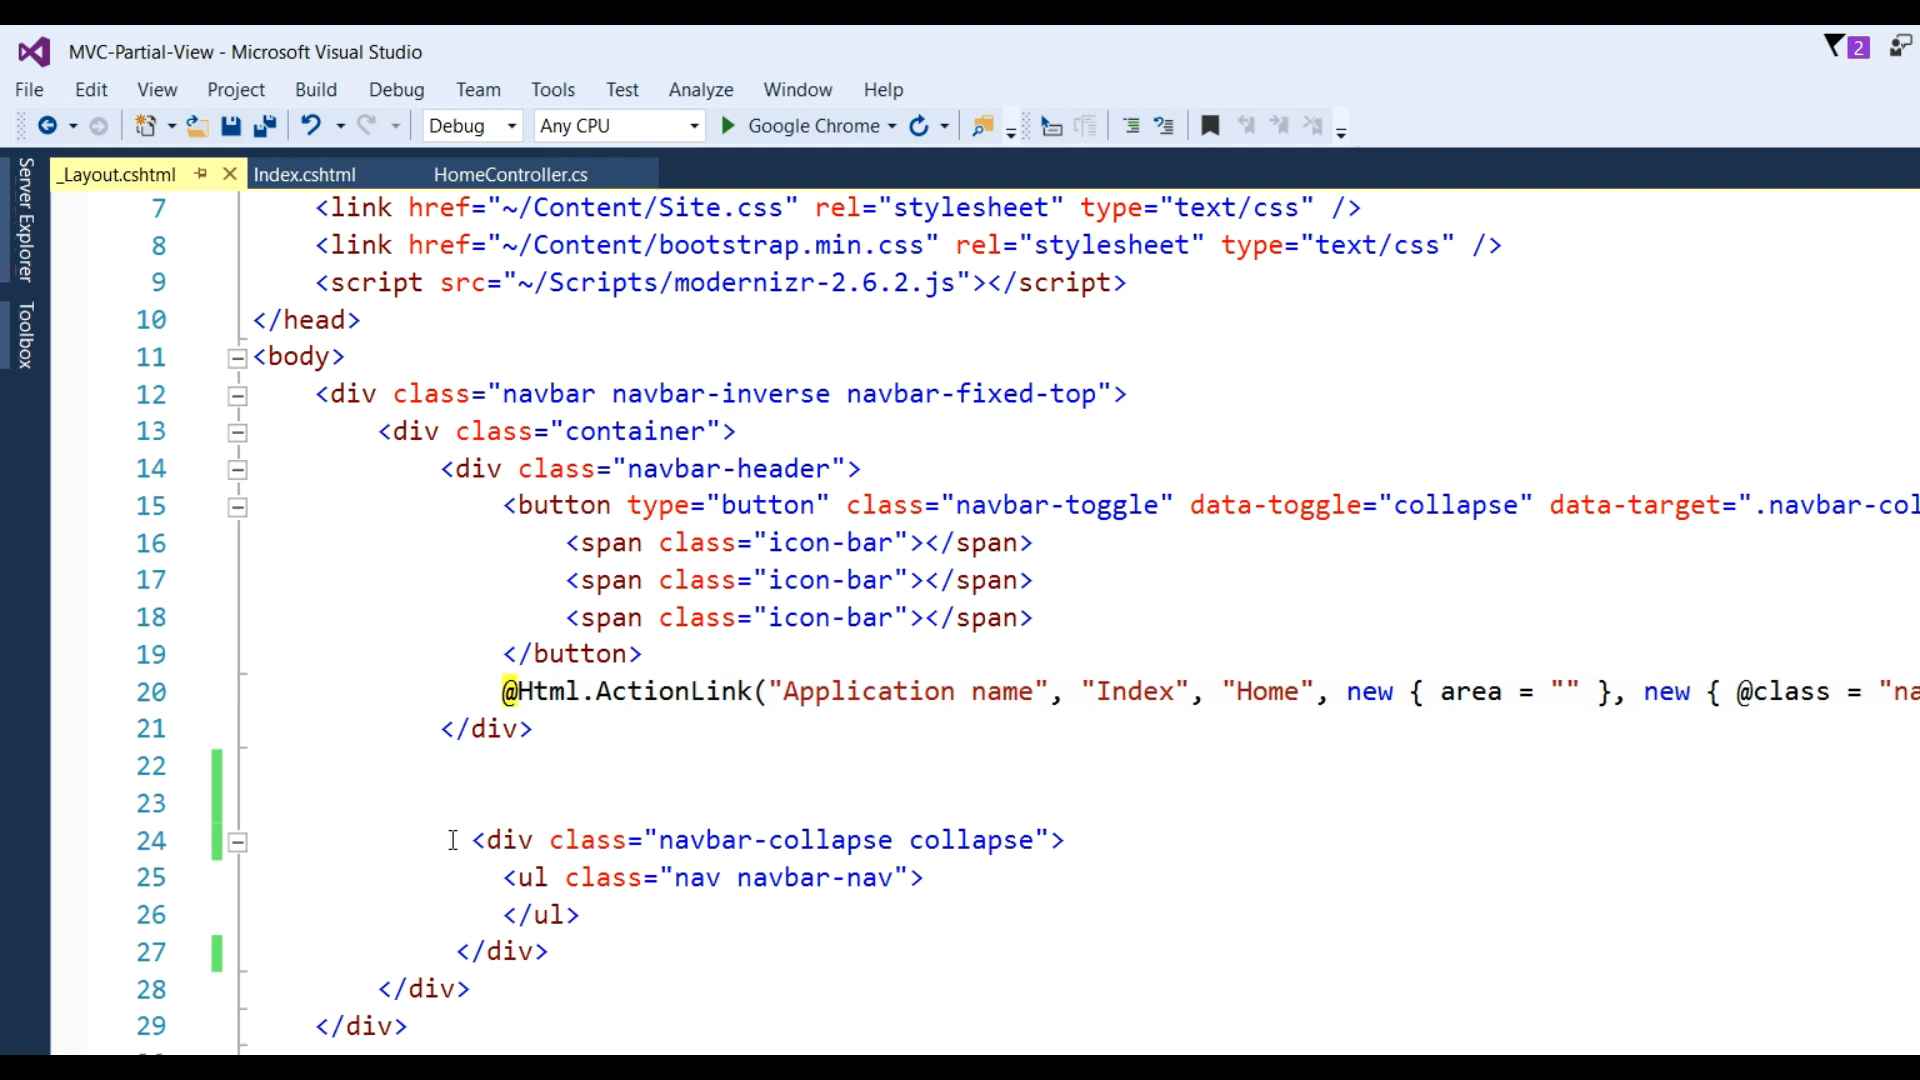 MVC-Partial-View - Microsoft Visual Studio
2
File Edit View Project Build Debug Team Tools Test Analyze Window Help
Debug Any CPU Google Chrome
Server Explorer
Toolbox
_Layout.cshtml Index.cshtml HomeController.cs
7 <link href="~/Content/Site.css" rel="stylesheet" type="text/css" />
8 <link href="~/Content/bootstrap.min.css" rel="stylesheet" type="text/css" />
9 <script src="~/Scripts/modernizr-2.6.2.js"></script>
10 </head>
11 <body>
12 <div class="navbar navbar-inverse navbar-fixed-top">
13 <div class="container">
14 <div class="navbar-header">
15 <button type="button" class="navbar-toggle" data-toggle="collapse" data-target=".navbar-col
16 <span class="icon-bar"></span>
17 <span class="icon-bar"></span>
18 <span class="icon-bar"></span>
19 </button>
20 @Html.ActionLink("Application name", "Index", "Home", new { area = "" }, new { @class = "na
21 </div>
22
23
24 <div class="navbar-collapse collapse">
25 <ul class="nav navbar-nav">
26 </ul>
27 </div>
28 </div>
29 </div>